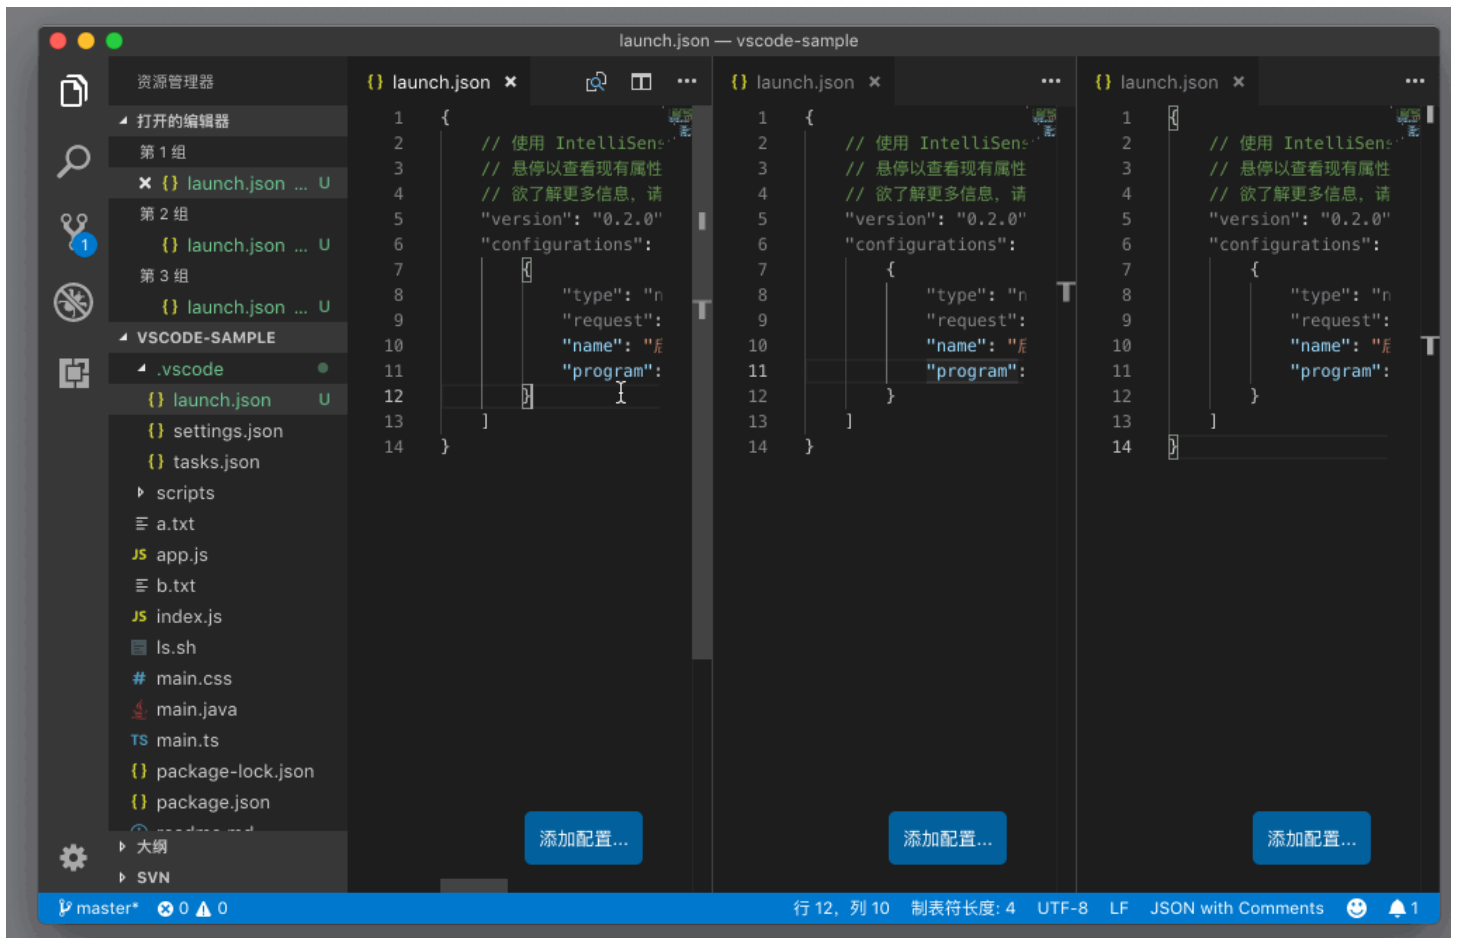 launch.json — vscode-sample
资源管理器
打开的编辑器
第 1 组
{} launch.json ... U
第 2 组
{} launch.json ... U
第 3 组
{} launch.json ... U
VSCODE-SAMPLE
.vscode
{} launch.json U
{} settings.json
{} tasks.json
scripts
a.txt
JS app.js
b.txt
JS index.js
ls.sh
# main.css
main.java
TS main.ts
{} package-lock.json
{} package.json
readme.md
大纲
SVN
{} launch.json ×
1 {
2 // 使用 IntelliSens
3 // 悬停以查看现有属性
4 // 欲了解更多信息，请
5 "version": "0.2.0"
6 "configurations":
7 {
8 "type": "n
9 "request":
10 "name": "启
11 "program":
12 }
13 ]
14 }
添加配置...
{} launch.json ×
1 {
2 // 使用 IntelliSens
3 // 悬停以查看现有属性
4 // 欲了解更多信息，请
5 "version": "0.2.0"
6 "configurations":
7 {
8 "type": "n
9 "request":
10 "name": "启
11 "program":
12 }
13 ]
14 }
添加配置...
{} launch.json ×
1 {
2 // 使用 IntelliSens
3 // 悬停以查看现有属性
4 // 欲了解更多信息，请
5 "version": "0.2.0"
6 "configurations":
7 {
8 "type": "n
9 "request":
10 "name": "启
11 "program":
12 }
13 ]
14 }
添加配置...
1
master* 0 0 行 12，列 10 制表符长度: 4 UTF-8 LF JSON with Comments 1